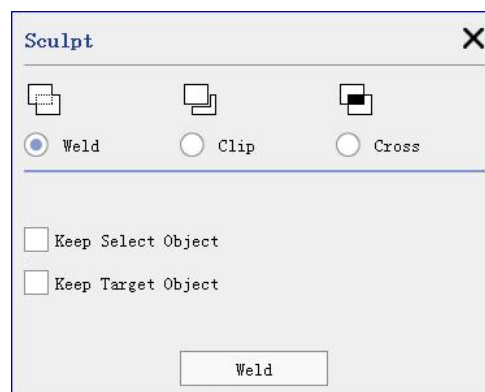 Sculpt
Weld Clip Cross
Keep Select Object
Keep Target Object
Weld